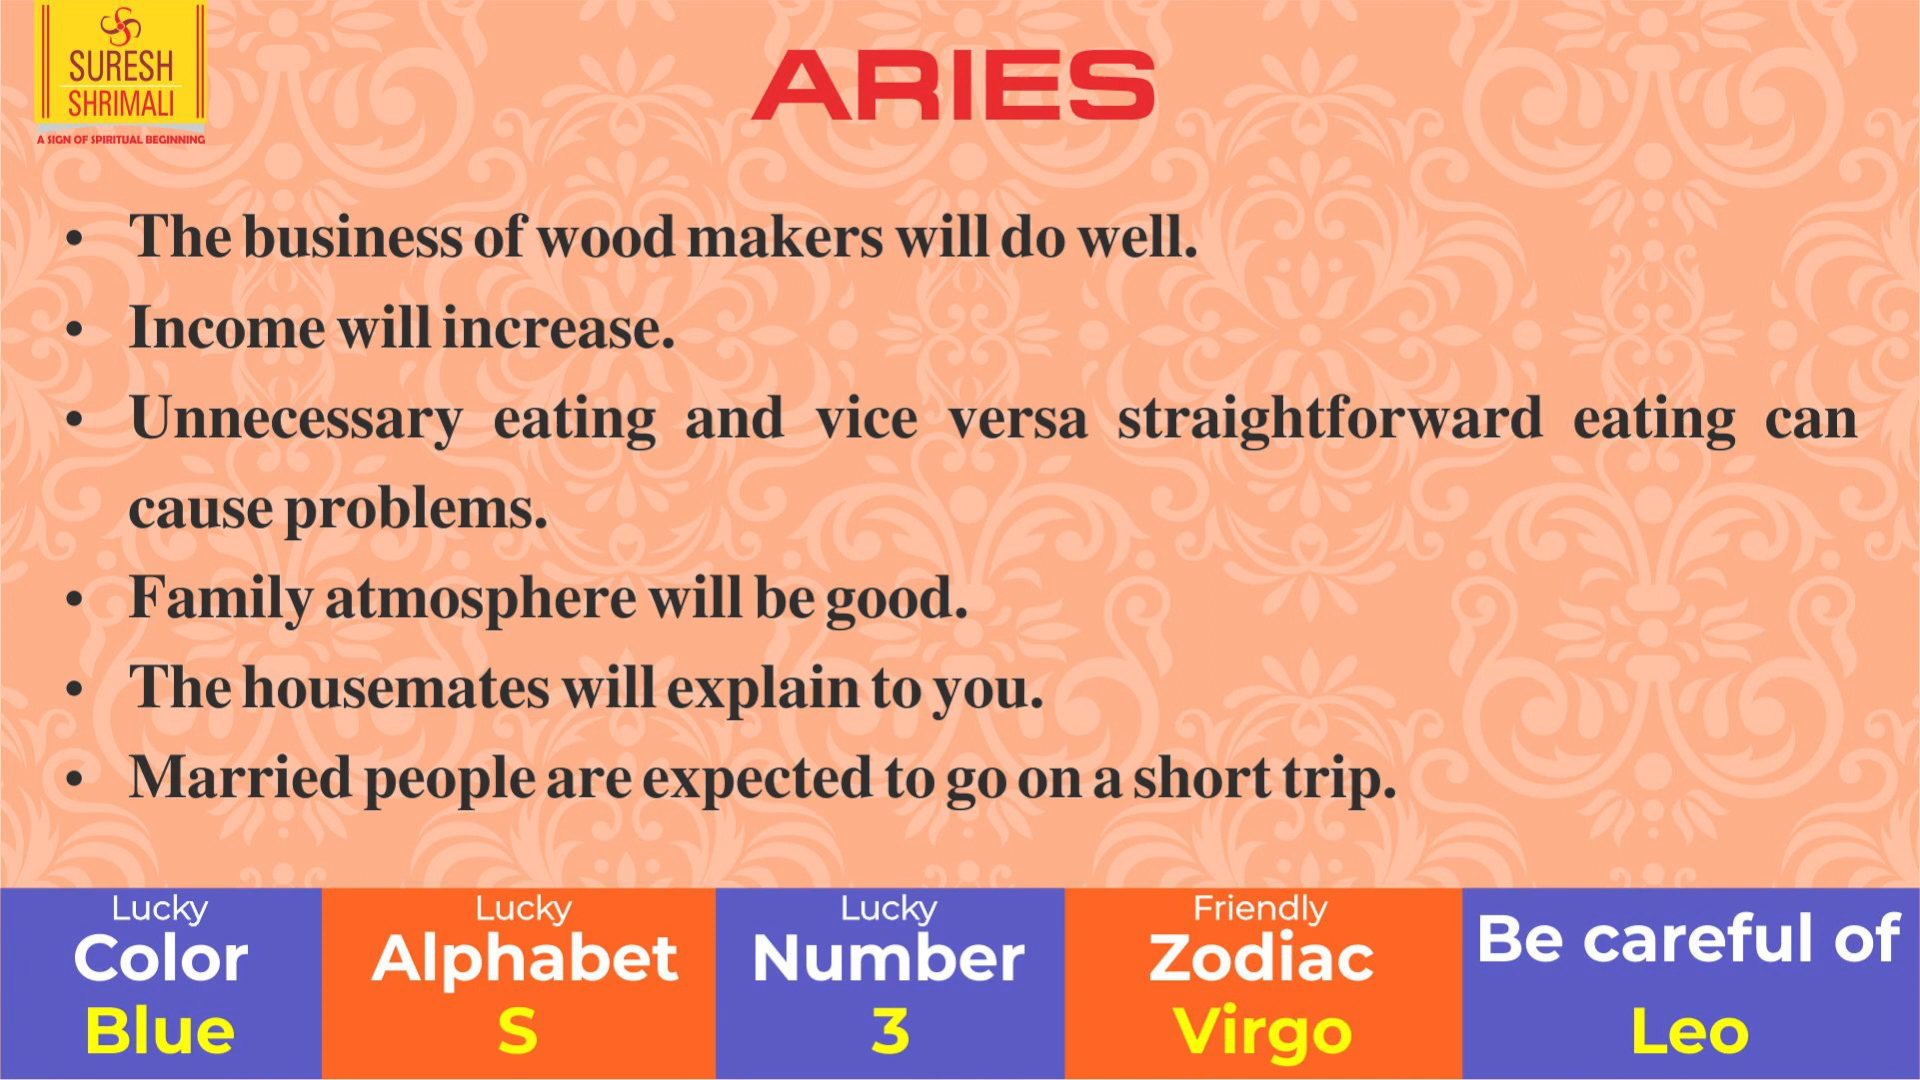 SURESH
SHRIMALI
A SIGN OF SPIRITUAL BEGINNING
ARIES
• The business of wood makers will do well.
• Income will increase.
• Unnecessary eating and vice versa straightforward eating can
cause problems.
• Family atmosphere will be good.
• The housemates will explain to you.
• Married people are expected to go on a short trip.
Lucky
Color
Blue
Lucky
Alphabet
S
Lucky
Number
3
Friendly
Zodiac
Virgo
Be careful of
Leo